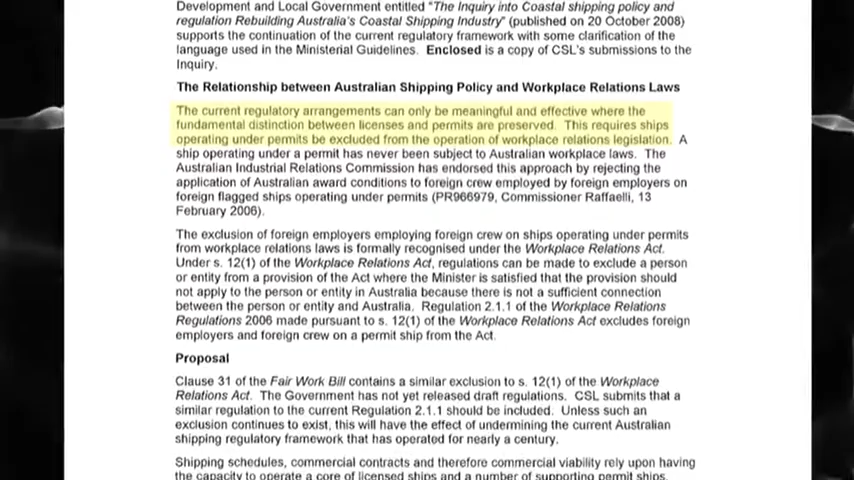 Development and Local Government entitled "The Inquiry into Coastal shipping policy and
regulation Rebuilding Australia's Coastal Shipping Industry" (published on 20 October 2008)
supports the continuation of the current regulatory framework with some clarification of the
language used in the Ministerial Guidelines. Enclosed is a copy of CSL's submissions to the
Inquiry.
The Relationship between Australian Shipping Policy and Workplace Relations Laws
The current regulatory arrangements can only be meaningful and effective where the
fundamental distinction between licenses and permits are preserved. This requires ships
operating under permits be excluded from the operation of workplace relations legislation. A
ship operating under a permit has never been subject to Australian workplace laws. The
Australian Industrial Relations Commission has endorsed this approach by rejecting the
application of Australian award conditions to foreign crew employed by foreign employers on
foreign flagged ships operating under permits (PR966979, Commissioner Raffaelli, 13
February 2006).
The exclusion of foreign employers employing foreign crew on ships operating under permits
from workplace relations laws is formally recognised under the Workplace Relations Act.
Under s. 12(1) of the Workplace Relations Act, regulations can be made to exclude a person
or entity from a provision of the Act where the Minister is satisfied that the provision should
not apply to the person or entity in Australia because there is not a sufficient connection
between the person or entity and Australia. Regulation 2.1.1 of the Workplace Relations
Regulations 2006 made pursuant to s. 12(1) of the Workplace Relations Act excludes foreign
employers and foreign crew on a permit ship from the Act.
Proposal
Clause 31 of the Fair Work Bill contains a similar exclusion to s. 12(1) of the Workplace
Relations Act. The Government has not yet released draft regulations. CSL submits that a
similar regulation to the current Regulation 2.1.1 should be included. Unless such an
exclusion continues to exist, this will have the effect of undermining the current Australian
shipping regulatory framework that has operated for nearly a century.
Shipping schedules, commercial contracts and therefore commercial viability rely upon having
the capacity to operate a core of licensed ships and a number of supporting permit ships.